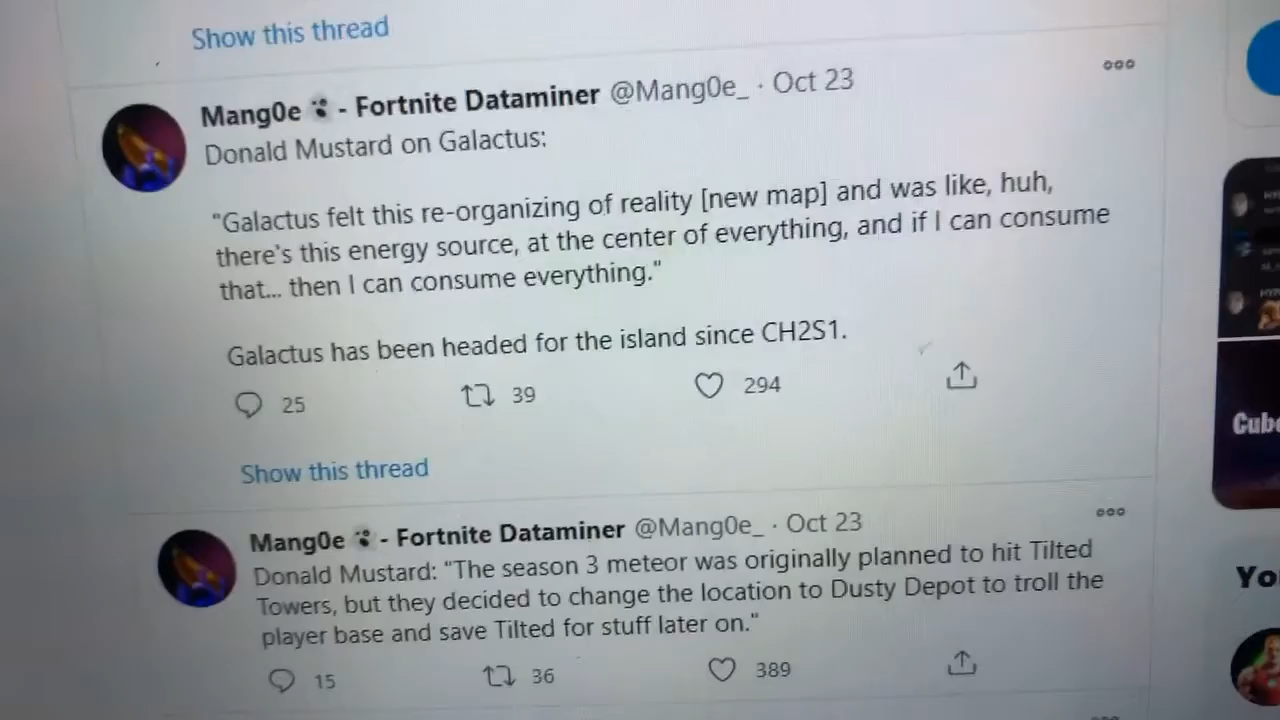 Show this thread
Mang0e - Fortnite Dataminer @Mang0e_ · Oct 23
Donald Mustard on Galactus:
"Galactus felt this re-organizing of reality [new map] and was like, huh,
there's this energy source, at the center of everything, and if I can consume
that... then I can consume everything."
Galactus has been headed for the island since CH2S1.
25 39 294
Show this thread
Mang0e - Fortnite Dataminer @Mang0e_ · Oct 23
Donald Mustard: "The season 3 meteor was originally planned to hit Tilted
Towers, but they decided to change the location to Dusty Depot to troll the
player base and save Tilted for stuff later on."
15 36 389
Cub
Yo